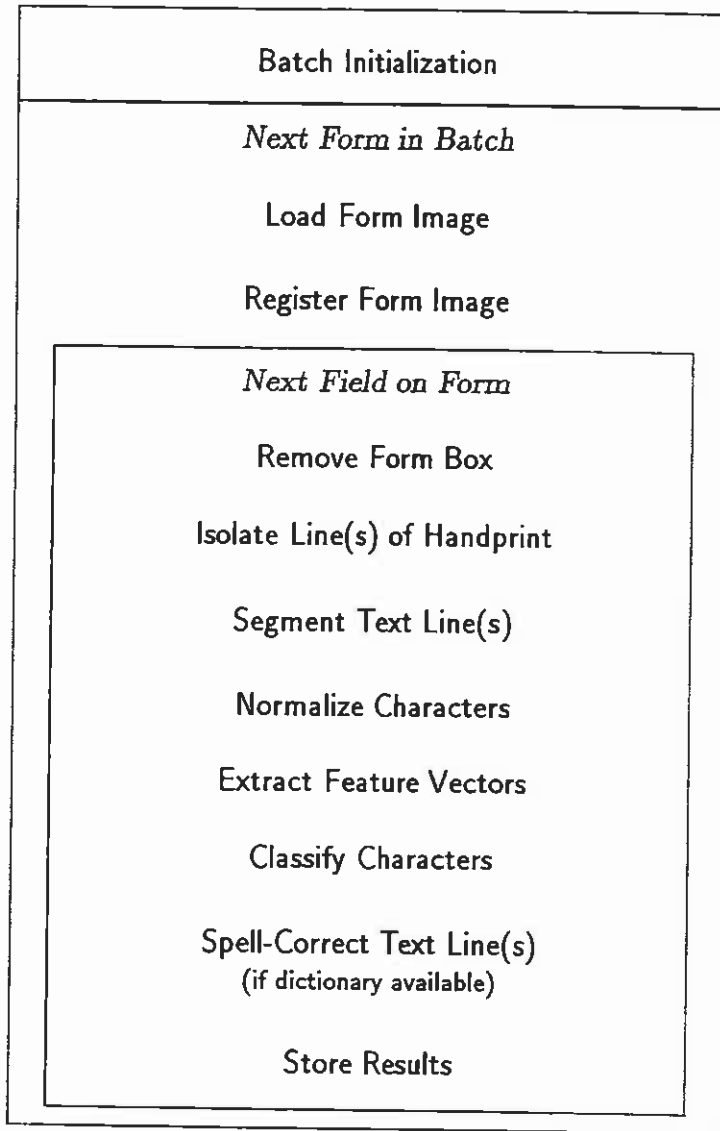 Batch Initialization
Next Form in Batch
Load Form Image
Register Form Image
Next Field on Form
Remove Form Box
Isolate Line(s) of Handprint
Segment Text Line(s)
Normalize Characters
Extract Feature Vectors
Classify Characters
Spell-Correct Text Line(s)
(if dictionary available)
Store Results